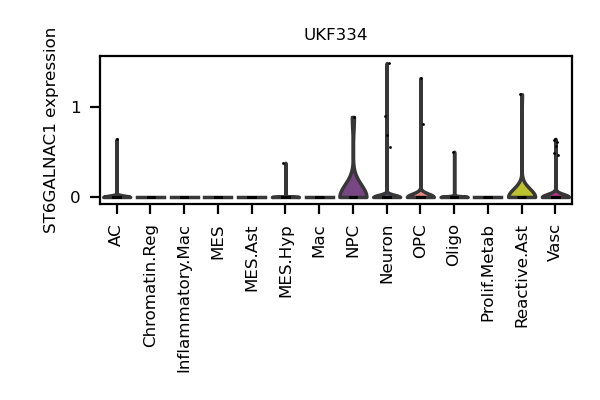 UKF334
ST6GALNAC1 expression
1
0
AC
Chromatin.Reg
Inflammatory.Mac
MES
MES.Ast
MES.Hyp
Mac
NPC
Neuron
OPC
Oligo
Prolif.Metab
Reactive.Ast
Vasc